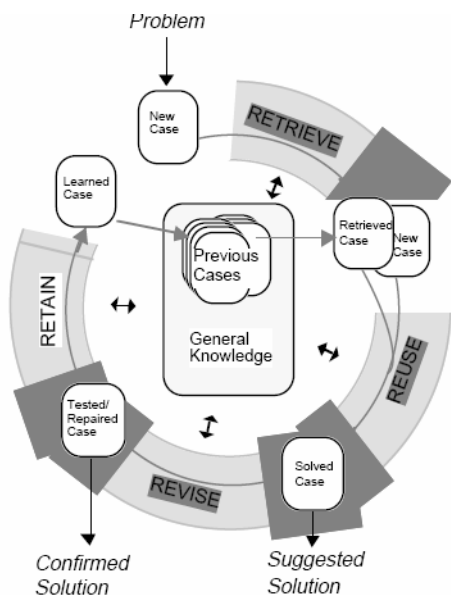 Problem
New
Case
RETRIEVE
Learned
Case
Retrieved
Case
New
Case
Previous
Cases
General
Knowledge
RETAIN
REUSE
Tested/
Repaired
Case
Solved
Case
REVISE
Confirmed
Solution
Suggested
Solution